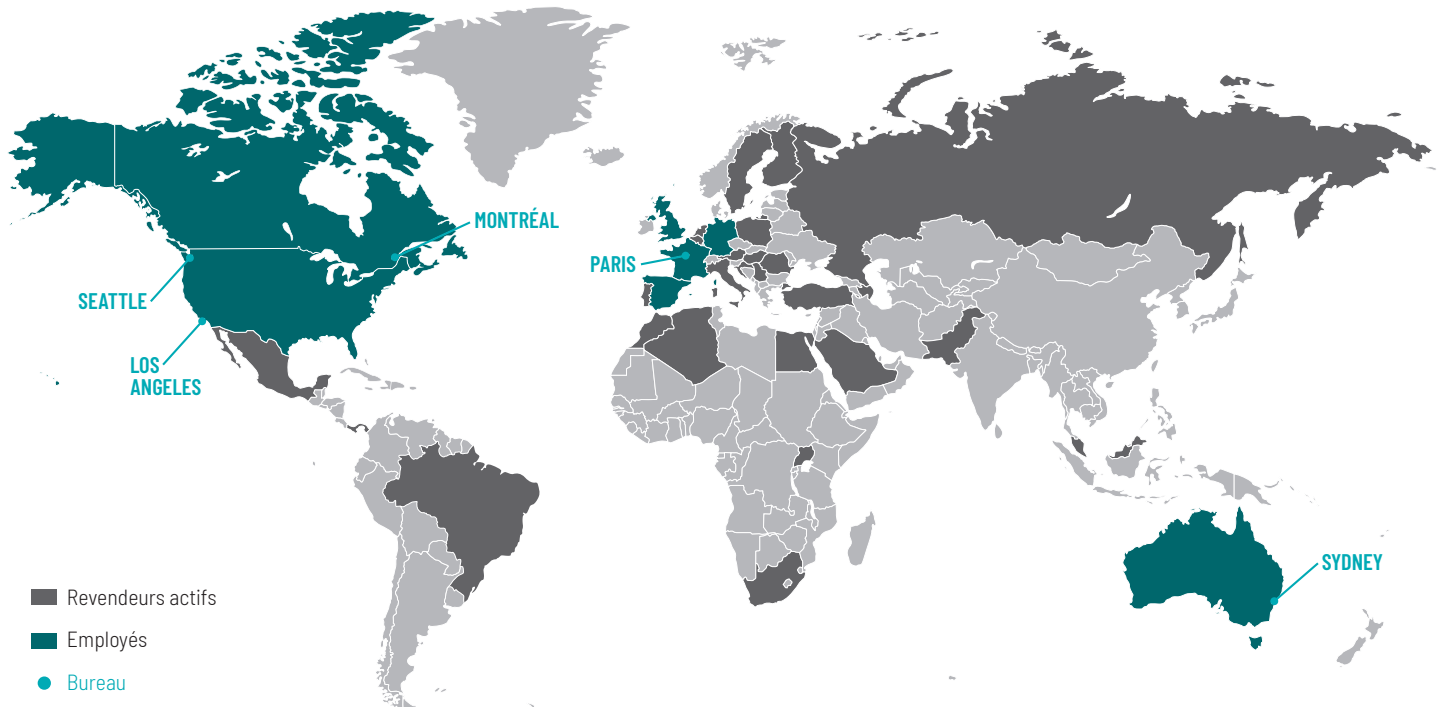 MONTRÉAL
PARIS
SEATTLE
LOS
ANGELES
SYDNEY
Revendeurs actifs
Employés
Bureau